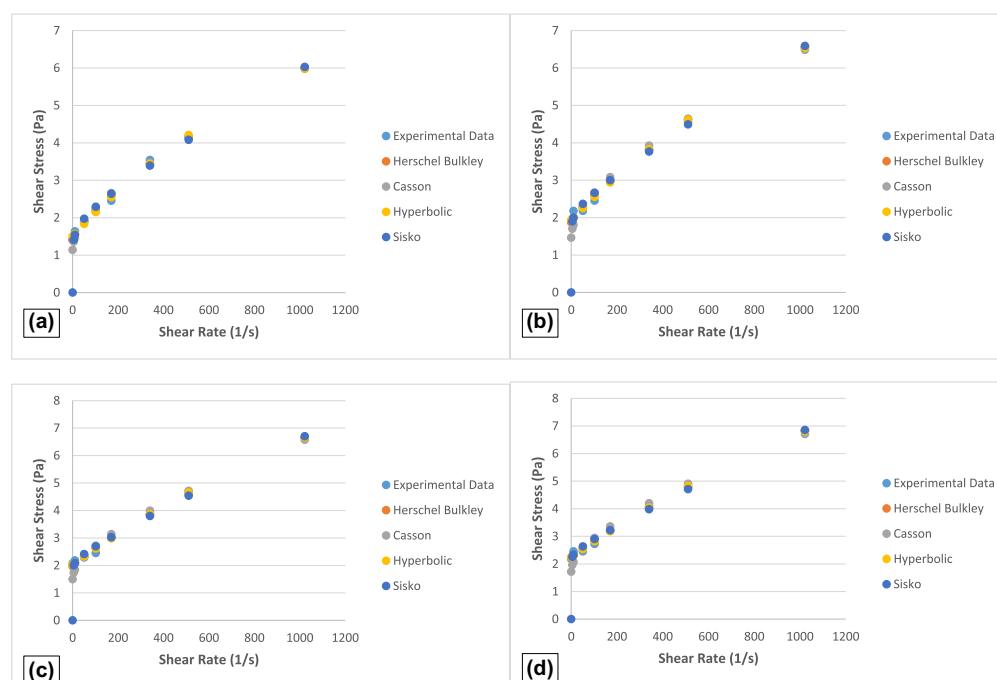 7
6
5
4
3
2
1
0
Shear Stress (Pa)
0 200 400 600 800 1000 1200
Shear Rate (1/s)
Experimental Data
Herschel Bulkley
Casson
Hyperbolic
Sisko
(a)
7
6
5
4
3
2
1
0
Shear Stress (Pa)
0 200 400 600 800 1000 1200
Shear Rate (1/s)
Experimental Data
Herschel Bulkley
Casson
Hyperbolic
Sisko
(b)
8
7
6
5
4
3
2
1
0
Shear Stress (Pa)
0 200 400 600 800 1000 1200
Shear Rate (1/s)
Experimental Data
Herschel Bulkley
Casson
Hyperbolic
Sisko
(c)
8
7
6
5
4
3
2
1
0
Shear Stress (Pa)
0 200 400 600 800 1000 1200
Shear Rate (1/s)
Experimental Data
Herschel Bulkley
Casson
Hyperbolic
Sisko
(d)